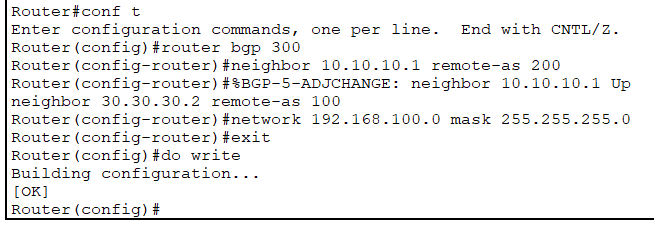 Router#conf t
Enter configuration commands, one per line.  End with CNTL/Z.
Router(config)#router bgp 300
Router(config-router)#neighbor 10.10.10.1 remote-as 200
Router(config-router)#%BGP-5-ADJCHANGE: neighbor 10.10.10.1 Up
neighbor 30.30.30.2 remote-as 100
Router(config-router)#network 192.168.100.0 mask 255.255.255.0
Router(config-router)#exit
Router(config)#do write
Building configuration...
[OK]
Router(config)#